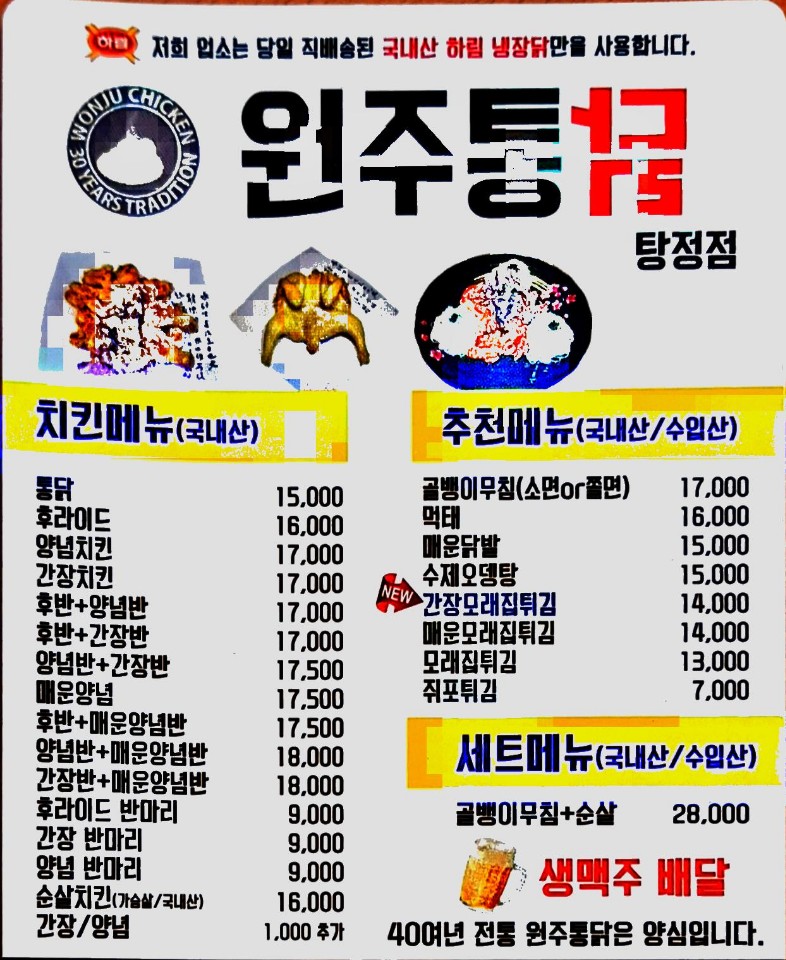 하림 저희 업소는 당일 직배송된 국내산 하림 냉장닭만을 사용합니다.
WONJU CHICKEN
30 YEARS TRADITION
원주통닭
탕정점
치킨메뉴(국내산)
통닭 15,000
후라이드 16,000
양념치킨 17,000
간장치킨 17,000
후반+양념반 17,000
후반+간장반 17,000
양념반+간장반 17,500
매운양념 17,500
후반+매운양념반 17,500
양념반+매운양념반 18,000
간장반+매운양념반 18,000
후라이드 반마리 9,000
간장 반마리 9,000
양념 반마리 9,000
순살치킨(가슴살/국내산) 16,000
간장/양념 1,000 추가
추천메뉴(국내산/수입산)
골뱅이무침(소면or쫄면) 17,000
먹태 16,000
매운닭발 15,000
수제오뎅탕 15,000
NEW 간장모래집튀김 14,000
매운모래집튀김 14,000
모래집튀김 13,000
쥐포튀김 7,000
세트메뉴(국내산/수입산)
골뱅이무침+순살 28,000
생맥주 배달
40여년 전통 원주통닭은 양심입니다.